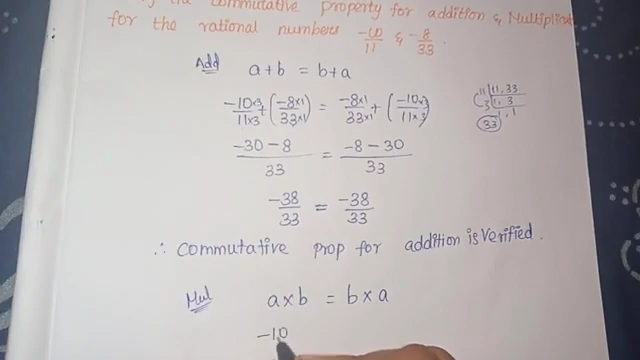 the commutative property for addition & Multiplicat
for the rational numbers -10/11 & -8/33.
Add a+b = b+a
-10×3/11×3 + (-8×1/33×1) = -8×1/33×1 + (-10×3/11×3)
11 | 11, 33
3 | 1, 3
1, 1
33
-30-8/33 = -8-30/33
-38/33 = -38/33
∴ Commutative prop for addition is Verified.
Mul a×b = b×a
-10